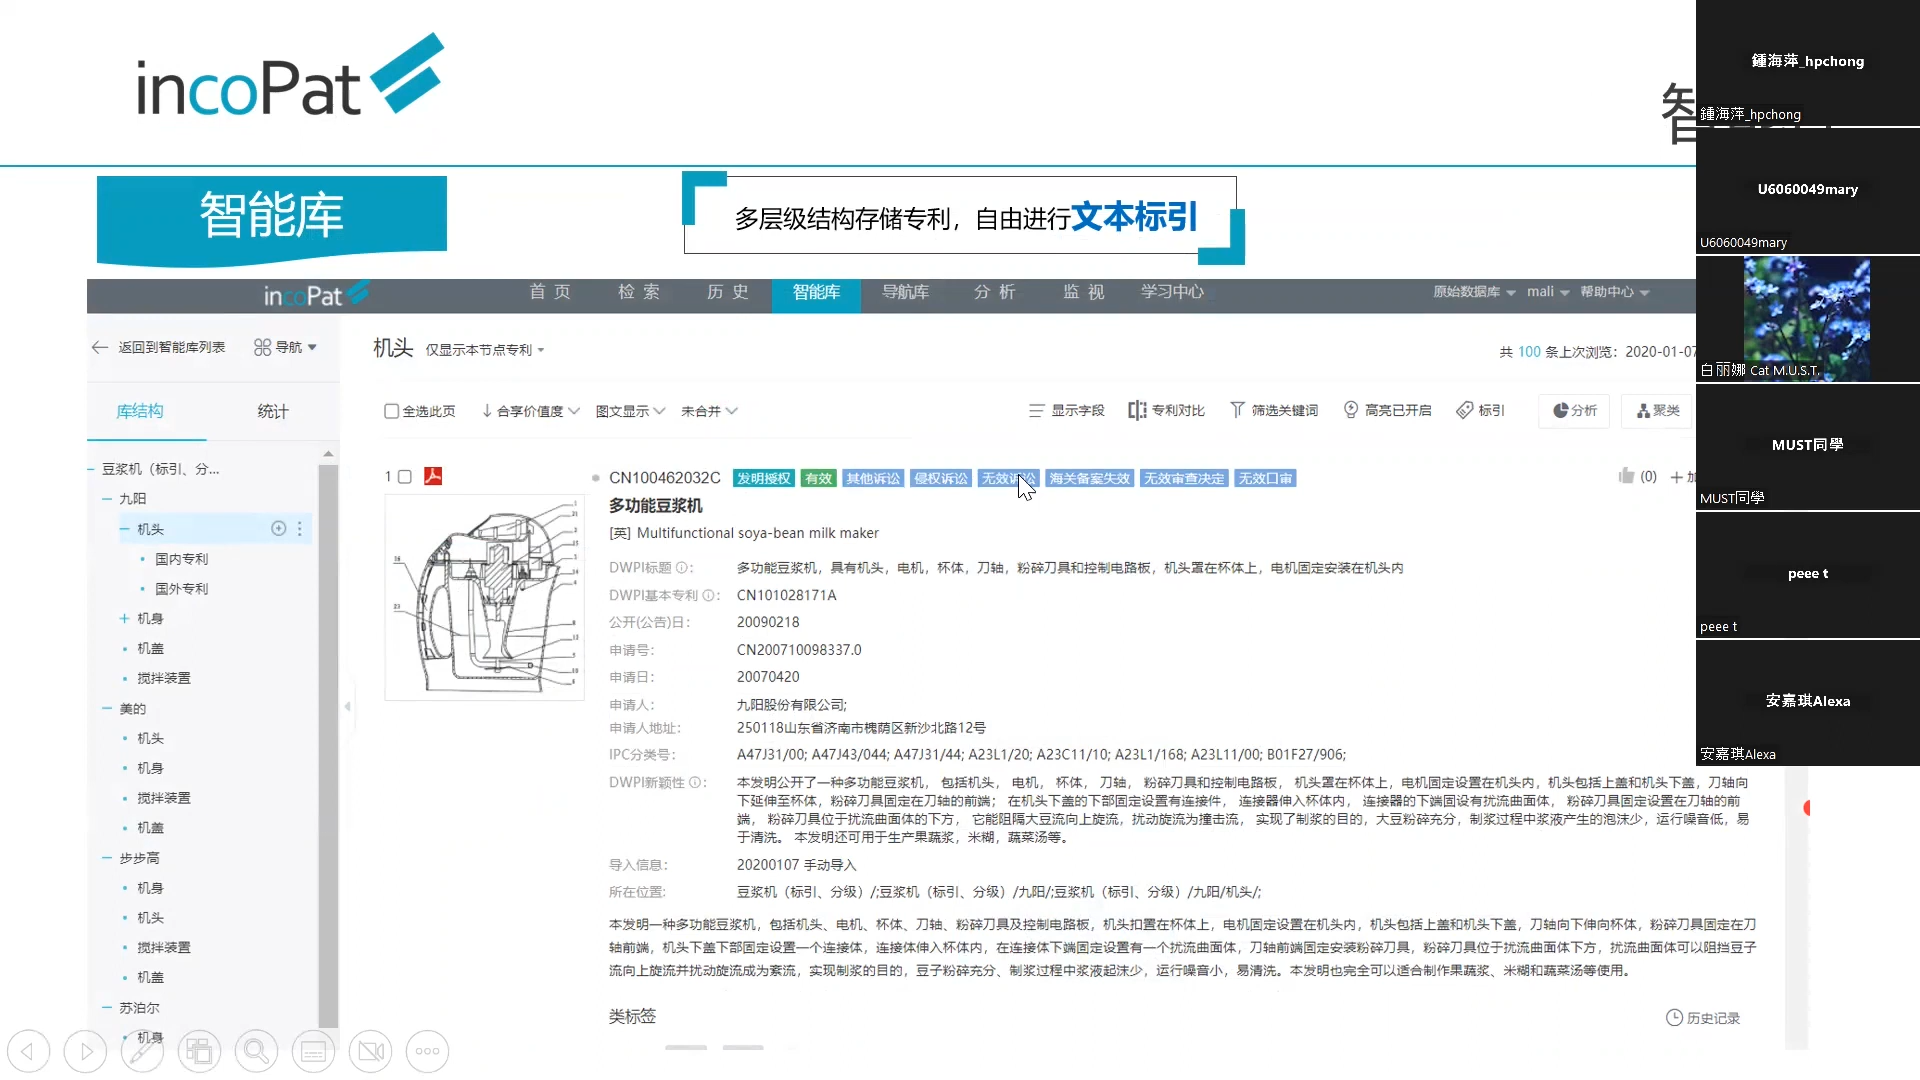 incoPat
智能库
多层级结构存储专利，自由进行文本标引
incoPat
首 页
检 索
历 史
智能库
导航库
分 析
监 视
学习中心
原始数据库
mali
帮助中心
返回到智能库列表
导航
机头 仅显示本节点专利
共 100 条上次浏览：2020-01-07
库结构
统计
全选此页
合享价值度
图文显示
未合并
显示字段
专利对比
筛选关键词
高亮已开启
标引
分析
聚类
豆浆机（标引、分...
九阳
机头
国内专利
国外专利
机身
机盖
搅拌装置
美的
机头
机身
搅拌装置
机盖
步步高
机身
机头
搅拌装置
机盖
苏泊尔
机身
1
CN100462032C 发明授权 有效 其他诉讼 侵权诉讼 无效诉讼 海关备案失效 无效审查决定 无效口审
(0)
多功能豆浆机
[英] Multifunctional soya-bean milk maker
DWPI标题： 多功能豆浆机，具有机头，电机，杯体，刀轴，粉碎刀具和控制电路板，机头罩在杯体上，电机固定安装在机头内
DWPI基本专利： CN101028171A
公开(公告)日： 20090218
申请号： CN200710098337.0
申请日： 20070420
申请人： 九阳股份有限公司;
申请人地址： 250118山东省济南市槐荫区新沙北路12号
IPC分类号： A47J31/00; A47J43/044; A47J31/44; A23L1/20; A23C11/10; A23L1/168; A23L11/00; B01F27/906;
DWPI新颖性： 本发明公开了一种多功能豆浆机， 包括机头， 电机， 杯体， 刀轴， 粉碎刀具和控制电路板， 机头罩在杯体上，电机固定设置在机头内，机头包括上盖和机头下盖，刀轴向
下延伸至杯体，粉碎刀具固定在刀轴的前端； 在机头下盖的下部固定设置有连接件， 连接器伸入杯体内， 连接器的下端固设有扰流曲面体， 粉碎刀具固定设置在刀轴的前
端， 粉碎刀具位于扰流曲面体的下方， 它能阻隔大豆流向上旋流，扰动旋流为撞击流， 实现了制浆的目的，大豆粉碎充分，制浆过程中浆液产生的泡沫少，运行噪音低，易
于清洗。 本发明还可用于生产果蔬浆，米糊，蔬菜汤等。
导入信息： 20200107 手动导入
所在位置: 豆浆机（标引、分级）/;豆浆机（标引、分级）/九阳/;豆浆机（标引、分级）/九阳/机头/;
本发明一种多功能豆浆机，包括机头、电机、杯体、刀轴、粉碎刀具及控制电路板，机头扣置在杯体上，电机固定设置在机头内，机头包括上盖和机头下盖，刀轴向下伸向杯体，粉碎刀具固定在刀
轴前端，机头下盖下部固定设置一个连接体，连接体伸入杯体内，在连接体下端固定设置有一个扰流曲面体，刀轴前端固定安装粉碎刀具，粉碎刀具位于扰流曲面体下方，扰流曲面体可以阻挡豆子
流向上旋流并扰动旋流成为紊流，实现制浆的目的，豆子粉碎充分、制浆过程中浆液起沫少，运行噪音小，易清洗。本发明也完全可以适合制作果蔬浆、米糊和蔬菜汤等使用。
类标签
历史记录
鍾海萍_hpchong
鍾海萍_hpchong
U6060049mary
U6060049mary
白丽娜 Cat M.U.S.T.
MUST同學
MUST同學
peee t
peee t
安嘉琪Alexa
安嘉琪Alexa